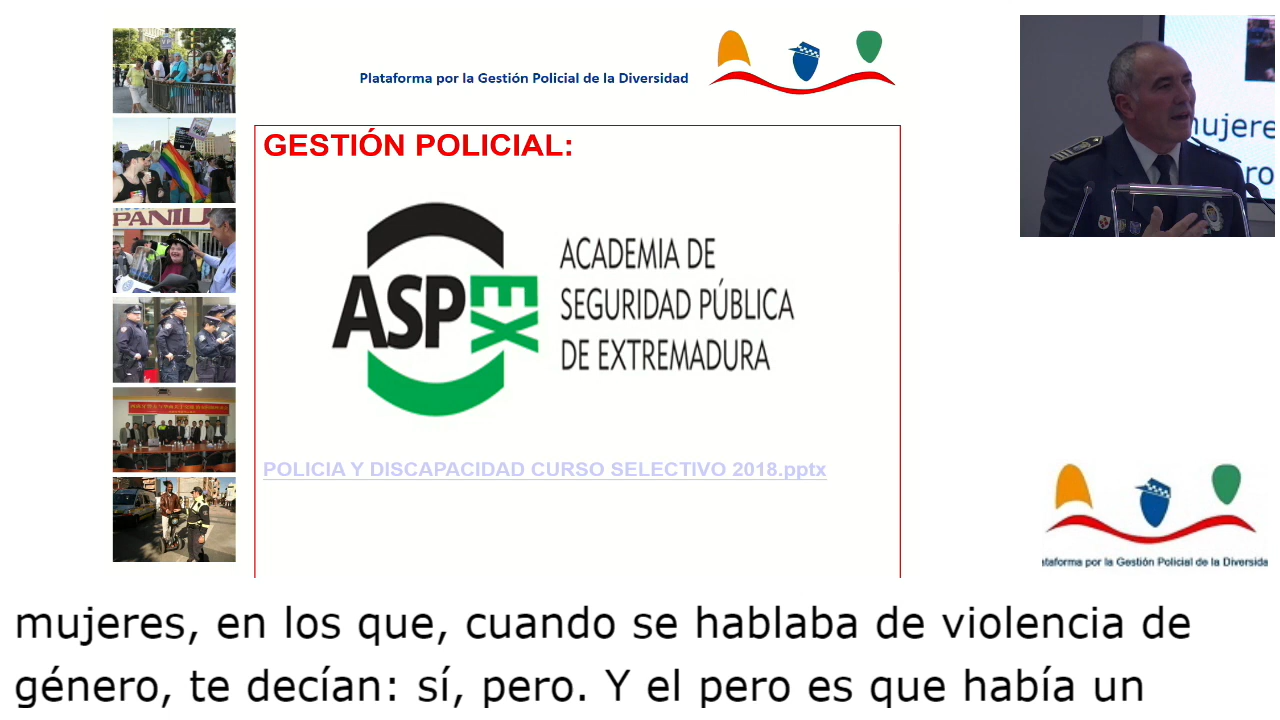 Plataforma por la Gestión Policial de la Diversidad
GESTIÓN POLICIAL:
ASPEX
ACADEMIA DE
SEGURIDAD PÚBLICA
DE EXTREMADURA
POLICIA Y DISCAPACIDAD CURSO SELECTIVO 2018.pptx
PANIL
mujere
ro
ataforma por la Gestión Policial de la Diversida
mujeres, en los que, cuando se hablaba de violencia de
género, te decían: sí, pero. Y el pero es que había un